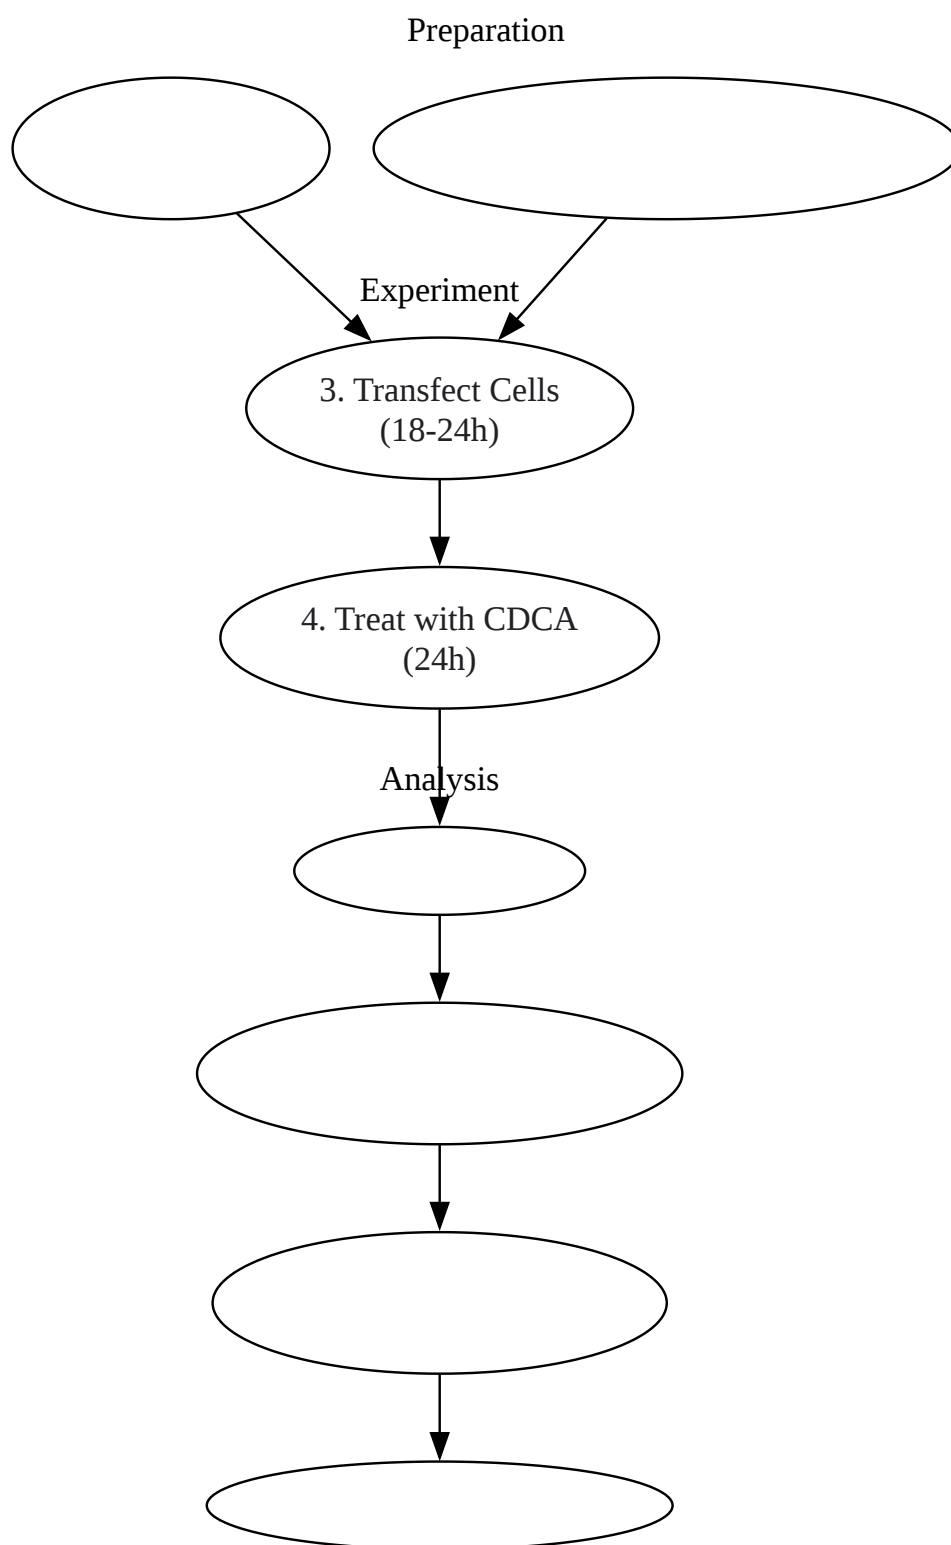 Preparation
Experiment
3. Transfect Cells
(18-24h)
4. Treat with CDCA
(24h)
Analysis